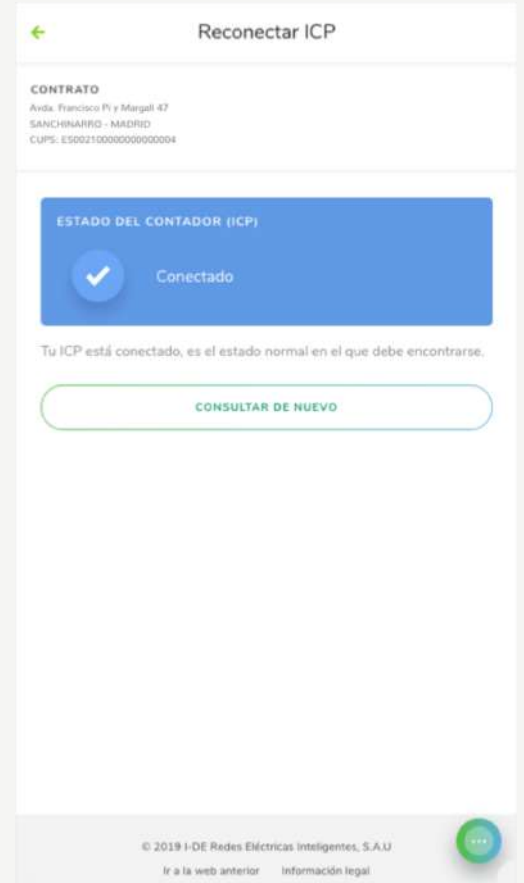 Reconectar ICP
CONTRATO
Avda. Francisco Pi y Margall 47
SANCHINARRO - MADRID
CUPS: ES002100000000000004
ESTADO DEL CONTADOR (ICP)
Conectado
Tu ICP está conectado, es el estado normal en el que debe encontrarse.
CONSULTAR DE NUEVO
© 2019 I-DE Redes Eléctricas Inteligentes, S.A.U
Ir a la web anterior Información legal